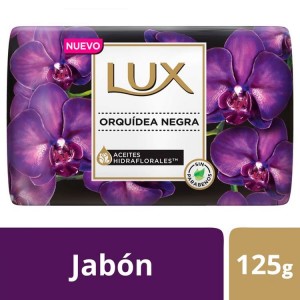 NUEVO
LUX
ORQUÍDEA NEGRA
ACEITES
HIDRAFLORALES™
SIN
PARABENOS
Jabón
125g